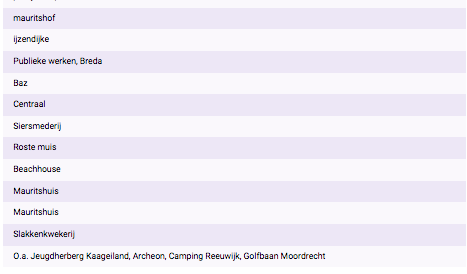 mauritshof
ijzendijke
Publieke werken, Breda
Baz
Centraal
Siersmederij
Roste muis
Beachhouse
Mauritshuis
Mauritshuis
Slakkenkwekerij
O.a. Jeugdherberg Kaageiland, Archeon, Camping Reeuwijk, Golfbaan Moordrecht